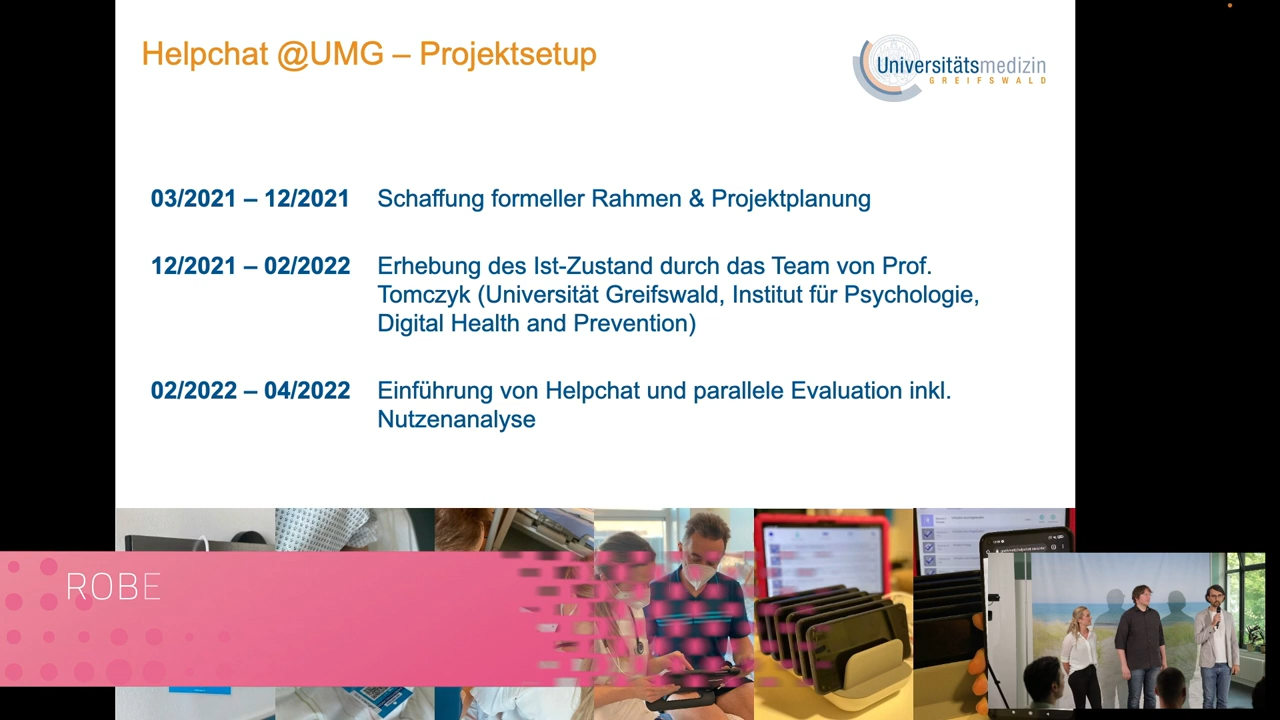 Helpchat @UMG – Projektsetup
Universitätsmedizin
GREIFSWALD
03/2021 – 12/2021 Schaffung formeller Rahmen & Projektplanung
12/2021 – 02/2022 Erhebung des Ist-Zustand durch das Team von Prof.
Tomczyk (Universität Greifswald, Institut für Psychologie,
Digital Health and Prevention)
02/2022 – 04/2022 Einführung von Helpchat und parallele Evaluation inkl.
Nutzenanalyse
ROBE